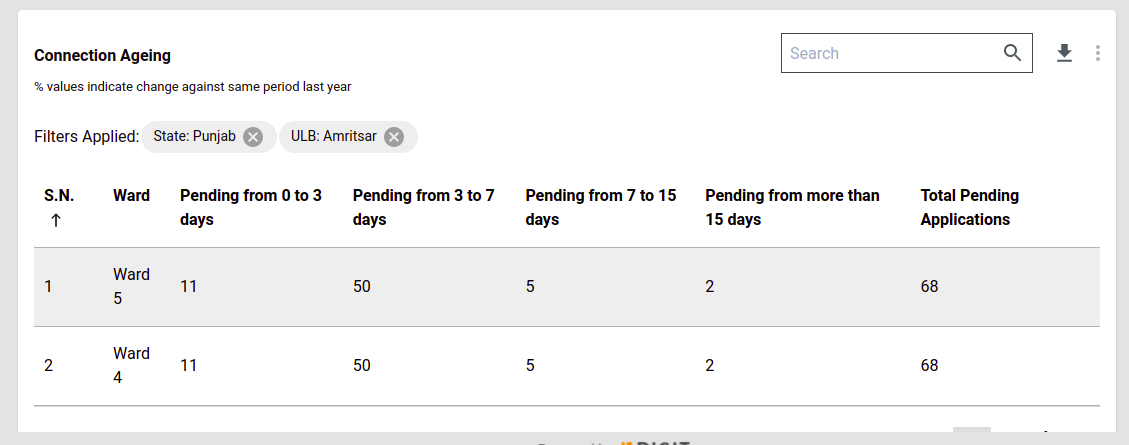 Connection Ageing
Search
% values indicate change against same period last year
Filters Applied: State: Punjab ULB: Amritsar
S.N. Ward Pending from 0 to 3 days Pending from 3 to 7 days Pending from 7 to 15 days Pending from more than 15 days Total Pending Applications
1 Ward 5 11 50 5 2 68
2 Ward 4 11 50 5 2 68